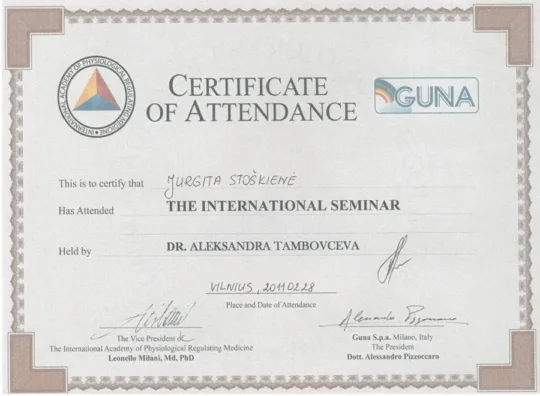 INTERNATIONAL ACADEMY OF PHYSIOLOGICAL REGULATING MEDICINE
CERTIFICATE
OF ATTENDANCE
GUNA
This is to certify that JURGITA STOŠKIENĖ
Has Attended THE INTERNATIONAL SEMINAR
Held by DR. ALEKSANDRA TAMBOVCEVA
VILNIUS, 20110228
Place and Date of Attendance
Alessandro Pizzoccaro
The Vice President of
The International Academy of Physiological Regulating Medicine
Leonello Milani, Md, PhD
Guna S.p.a. Milano, Italy
The President
Dott. Alessandro Pizzoccaro